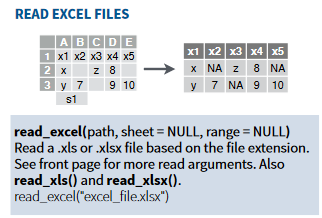 READ EXCEL FILES
A B C D E
1 x1 x2 x3 x4 x5
2 x z 8
3 y 7 9 10
s1
x1 x2 x3 x4 x5
x NA z 8 NA
y 7 NA 9 10
read_excel(path, sheet = NULL, range = NULL)
Read a .xls or .xlsx file based on the file extension.
See front page for more read arguments. Also
read_xls() and read_xlsx().
read_excel("excel_file.xlsx")